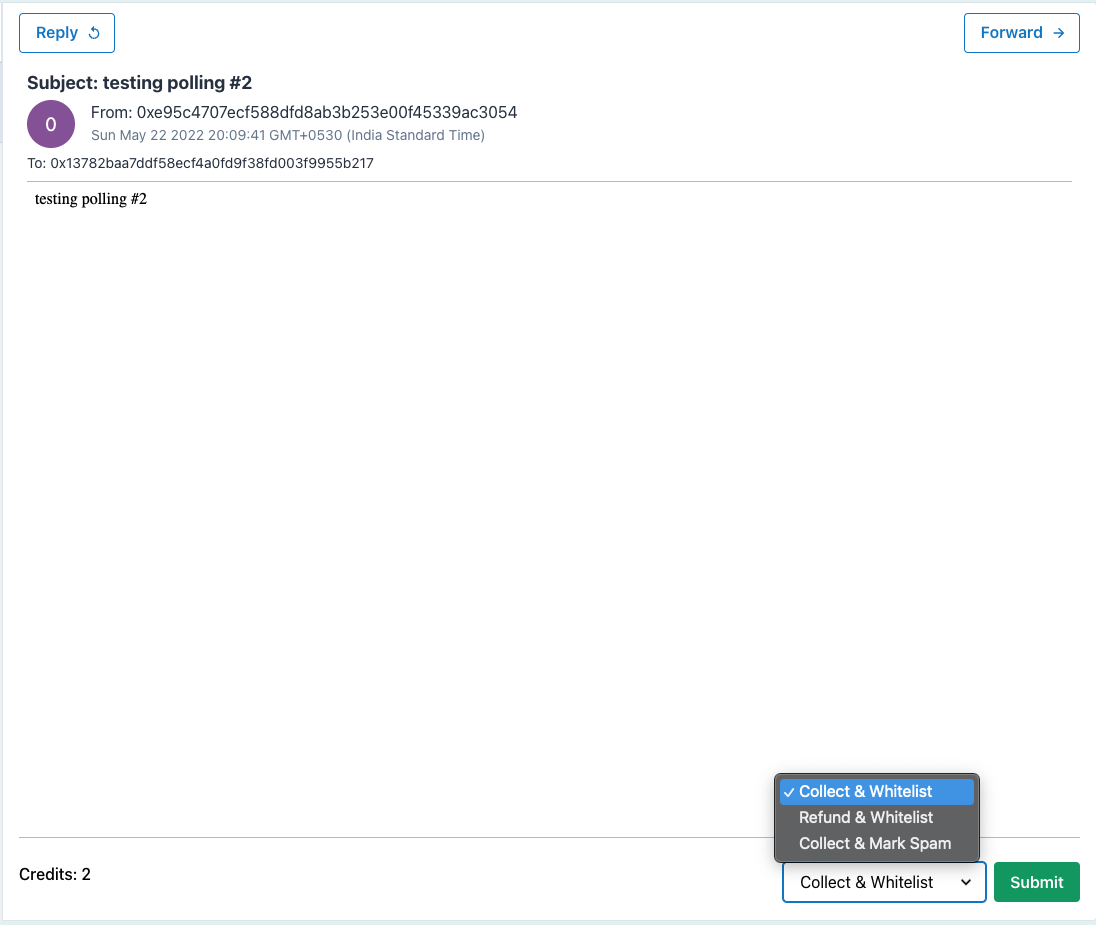 Reply
Forward
Subject: testing polling #2
0
From: 0xe95c4707ecf588dfd8ab3b253e00f45339ac3054
Sun May 22 2022 20:09:41 GMT+0530 (India Standard Time)
To: 0x13782baa7ddf58ecf4a0fd9f38fd003f9955b217
testing polling #2
Collect & Whitelist
Refund & Whitelist
Collect & Mark Spam
Credits: 2
Collect & Whitelist
Submit